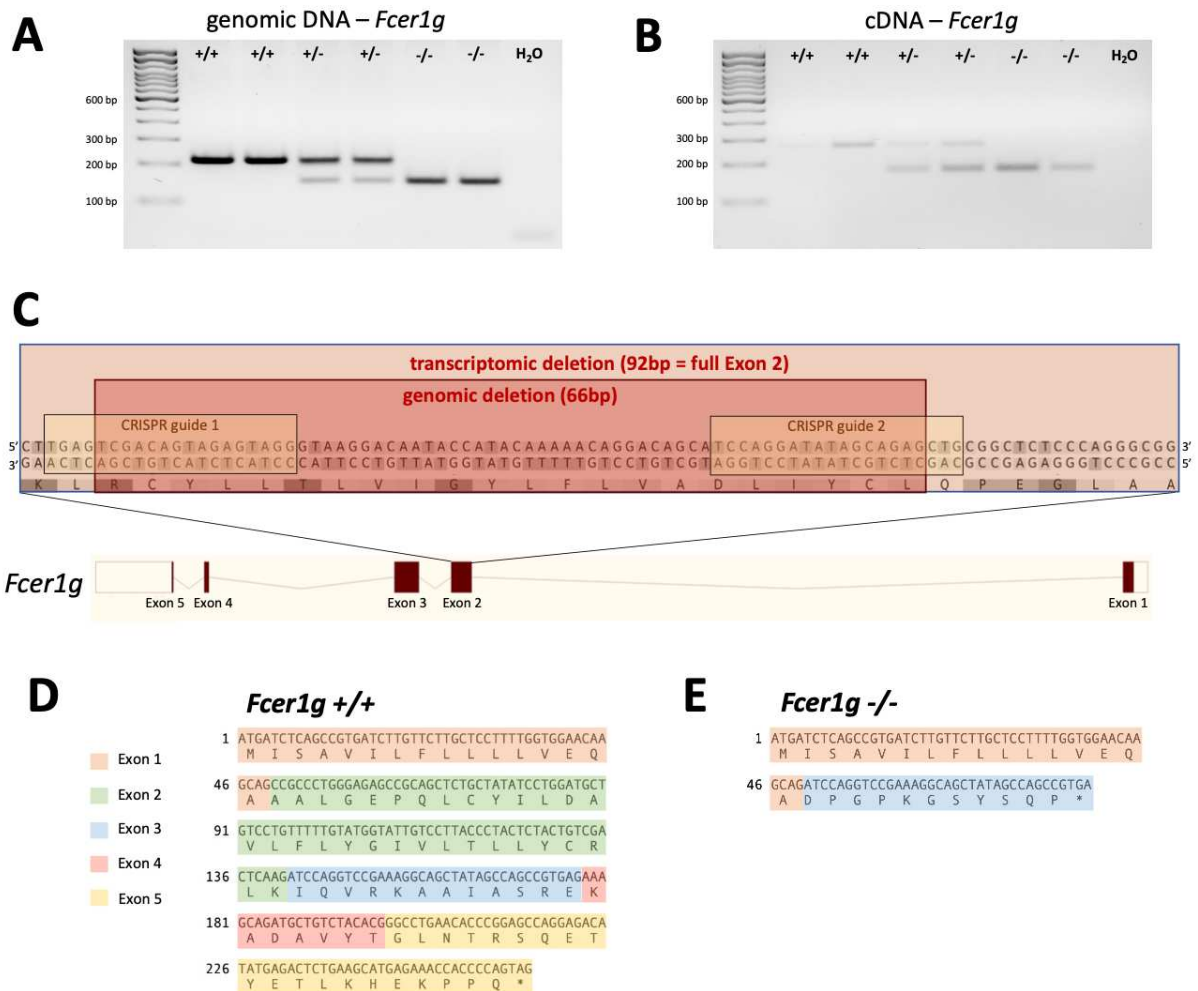 A
genomic DNA – Fcer1g
+/+ +/+ +/- +/- -/- -/- H₂O
600 bp
300 bp
200 bp
100 bp
B
cDNA – Fcer1g
+/+ +/+ +/- +/- -/- -/- H₂O
600 bp
300 bp
200 bp
100 bp
C
transcriptomic deletion (92bp = full Exon 2)
genomic deletion (66bp)
CRISPR guide 1 CRISPR guide 2
5' CTTGAGTCGACAGTAGAGTAGGGTAAGGACAATACCATACAAAAACAGGACAGCATCCAGGATATAGCAGAGCTGCGGCTCTCCCAGGGCGG 3'
3' GAACTCAGCTGTCATCTCATCCCATTCCTGTTATGGTATGTTTTTGTCCTGTCGTAGGTCCTATATCGTCTCGACGCCGAGAGGGTCCCGCC 5'
K L R C Y L L T L V I G Y L F L V A D L I Y C L Q P E G L A A
Fcer1g
Exon 5 Exon 4 Exon 3 Exon 2 Exon 1
D
Fcer1g +/+
Exon 1
Exon 2
Exon 3
Exon 4
Exon 5
1 ATGATCTCAGCCGTGATCTTGTTCTTGCTCCTTTTGGTGGAACAA
M I S A V I L F L L L L V E Q
46 GCAGCCGCCCTGGGAGAGCCGCAGCTCTGCTATATCCTGGATGCT
A A A L G E P Q L C Y I L D A
91 GTCCTGTTTTTGTATGGTATTGTCCTTACCCTACTCTACTGTCGA
V L F L Y G I V L T L L Y C R
136 CTCAAGATCCAGGTCCGAAAGGCAGCTATAGCCAGCCGTGAGAAA
L K I Q V R K A A I A S R E K
181 GCAGATGCTGTCTACACGGGCCTGAACACCCGGAGCCAGGAGACA
A D A V Y T G L N T R S Q E T
226 TATGAGACTCTGAAGCATGAGAAACCACCCCAGTAG
Y E T L K H E K P P Q *
E
Fcer1g -/-
1 ATGATCTCAGCCGTGATCTTGTTCTTGCTCCTTTTGGTGGAACAA
M I S A V I L F L L L L V E Q
46 GCAGATCCAGGTCCGAAAGGCAGCTATAGCCAGCCGTGA
A D P G P K G S Y S Q P *